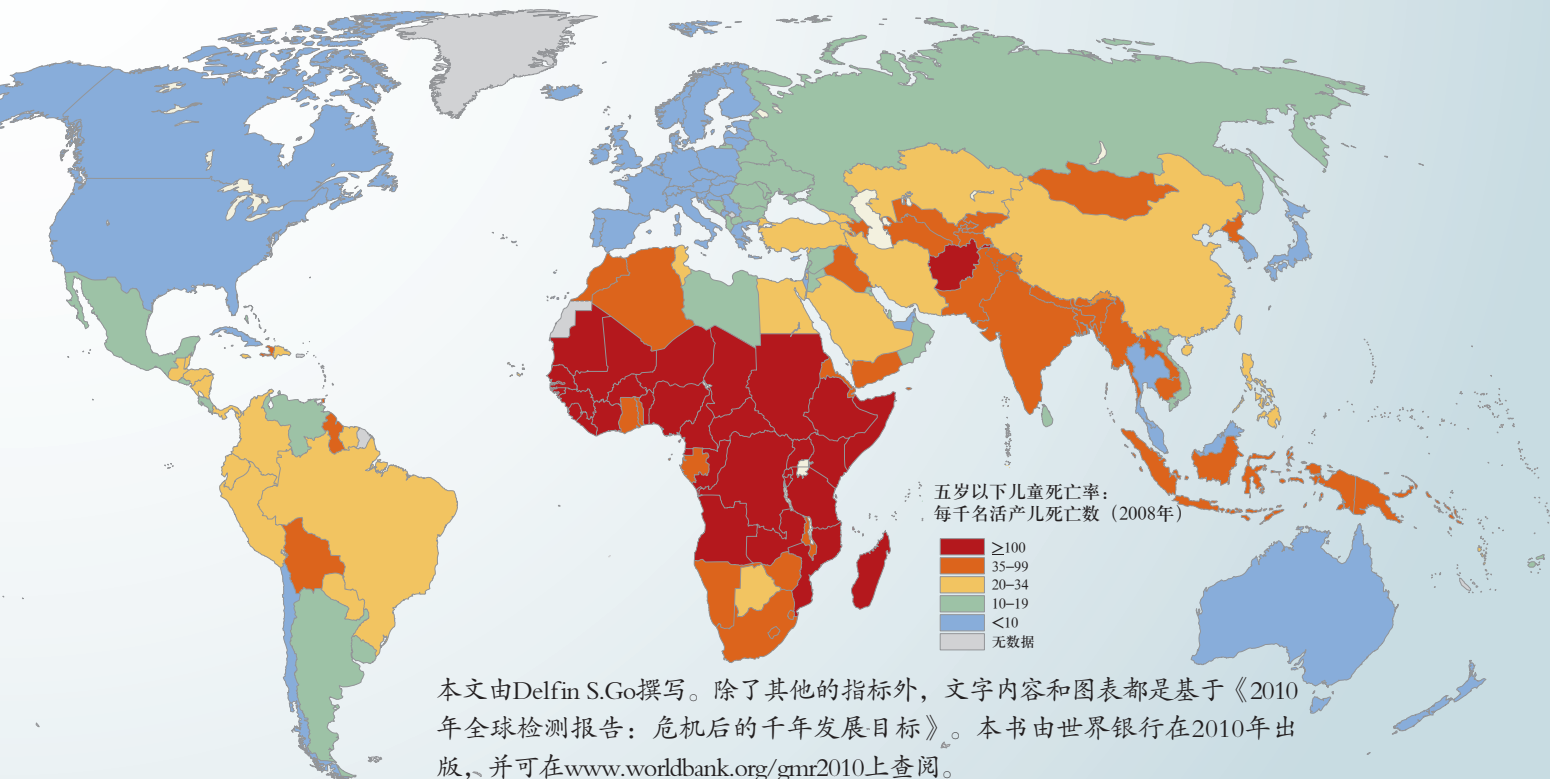 五岁以下儿童死亡率：
每千名活产儿死亡数（2008年）
≥100
35–99
20–34
10–19
<10
无数据
本文由Delfin S.Go撰写。除了其他的指标外，文字内容和图表都是基于《2010
年全球检测报告：危机后的千年发展目标》。本书由世界银行在2010年出
版，并可在www.worldbank.org/gmr2010上查阅。